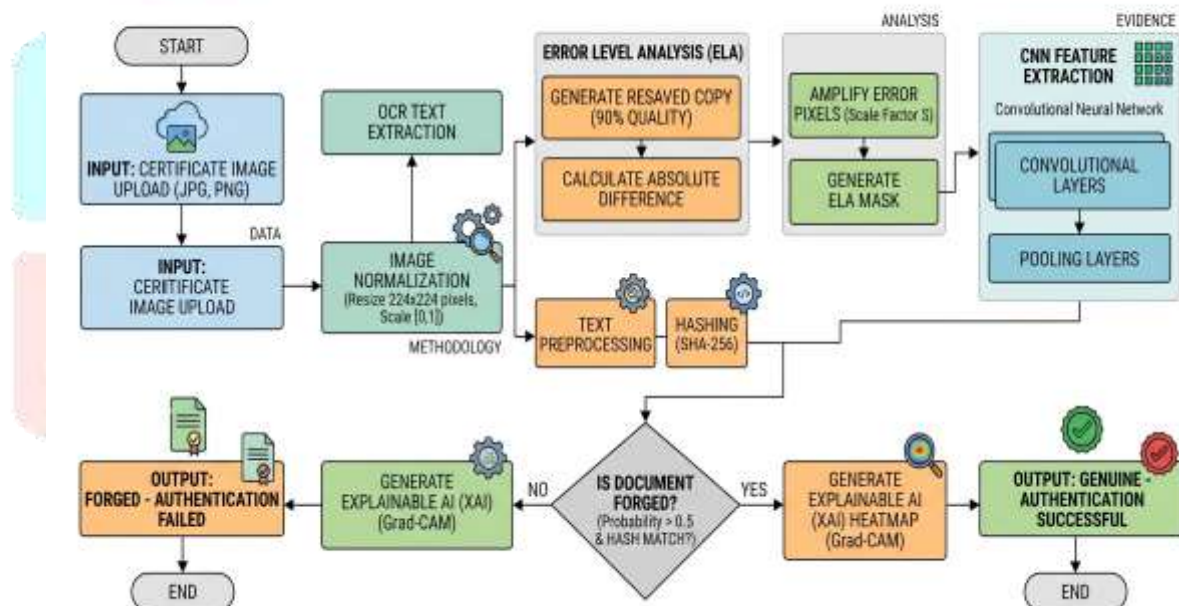 START
INPUT: CERTIFICATE IMAGE
UPLOAD (JPG, PNG)
DATA
INPUT:
CERIITIFICATE
IMAGE UPLOAD
OCR TEXT
EXTRACTION
IMAGE
NORMALIZATION
(Resize 224x224 pixels,
Scale [0,1])
METHODOLOGY
ERROR LEVEL ANALYSIS (ELA)
GENERATE RESAVED COPY
(90% QUALITY)
CALCULATE ABSOLUTE
DIFFERENCE
TEXT
PREPROCESSING
HASHING
(SHA-256)
ANALYSIS
AMPLIFY ERROR
PIXELS (Scale Factor S)
GENERATE
ELA MASK
EVIDENCE
CNN FEATURE
EXTRACTION
Convolutional Neural Network
CONVOLUTIONAL
LAYERS
POOLING LAYERS
IS DOCUMENT
FORGED?
(Probability > 0.5
& HASH MATCH?)
NO
GENERATE
EXPLAINABLE AI (XAI)
(Grad-CAM)
OUTPUT:
FORGED - AUTHENTICATION
FAILED
END
YES
GENERATE
EXPLAINABLE AI
(XAI) HEATMAP
(Grad-CAM)
OUTPUT: GENUINE -
AUTHENTICATION
SUCCESSFUL
END